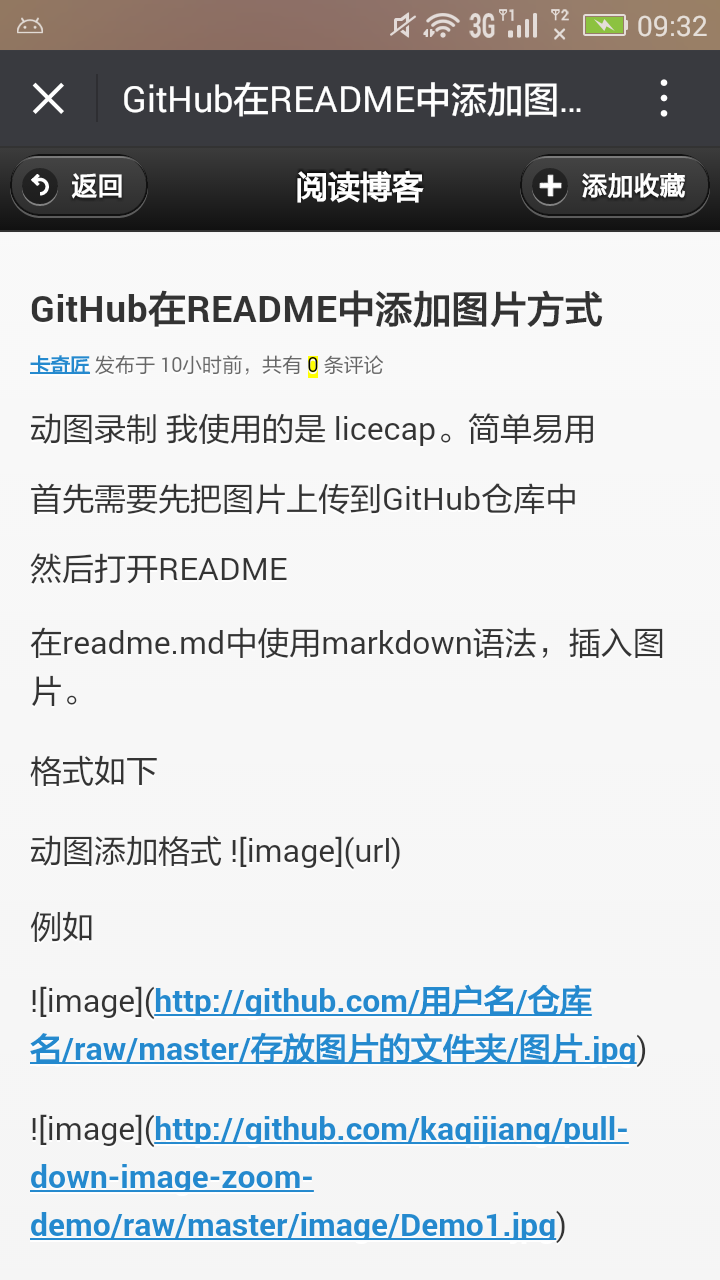 3G 1 2 09:32
GitHub在README中添加图...
返回 阅读博客 添加收藏
GitHub在README中添加图片方式
卡奇匠 发布于 10小时前，共有 0 条评论
动图录制 我使用的是 licecap。简单易用
首先需要先把图片上传到GitHub仓库中
然后打开README
在readme.md中使用markdown语法，插入图
片。
格式如下
动图添加格式 ![image](url)
例如
![image](http://github.com/用户名/仓库
名/raw/master/存放图片的文件夹/图片.jpg)
![image](http://github.com/kaqijiang/pull-
down-image-zoom-
demo/raw/master/image/Demo1.jpg)